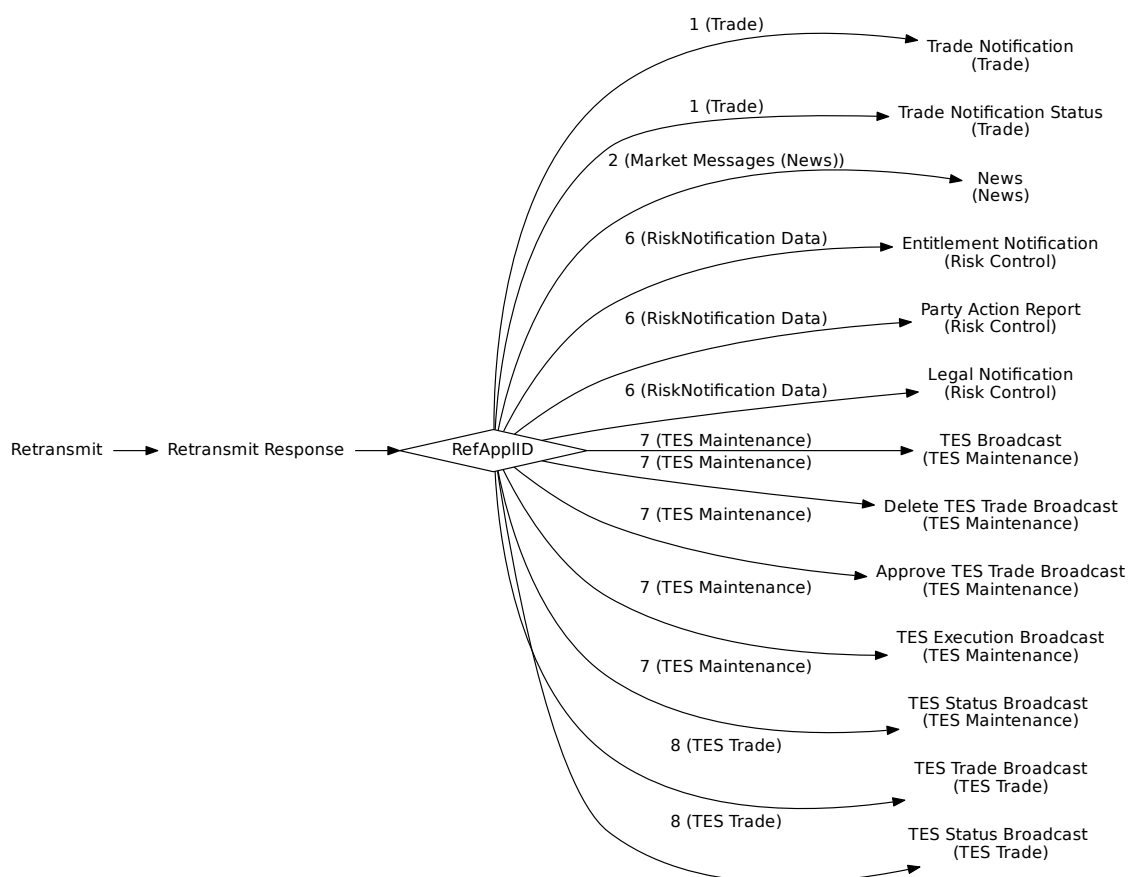 1 (Trade)
Trade Notification
(Trade)
1 (Trade)
Trade Notification Status
(Trade)
2 (Market Messages (News))
News
(News)
6 (RiskNotification Data)
Entitlement Notification
(Risk Control)
6 (RiskNotification Data)
Party Action Report
(Risk Control)
6 (RiskNotification Data)
Legal Notification
(Risk Control)
Retransmit
Retransmit Response
RefApplID
7 (TES Maintenance)
TES Broadcast
(TES Maintenance)
7 (TES Maintenance)
Delete TES Trade Broadcast
(TES Maintenance)
7 (TES Maintenance)
Approve TES Trade Broadcast
(TES Maintenance)
7 (TES Maintenance)
TES Execution Broadcast
(TES Maintenance)
7 (TES Maintenance)
TES Status Broadcast
(TES Maintenance)
8 (TES Trade)
TES Trade Broadcast
(TES Trade)
8 (TES Trade)
TES Status Broadcast
(TES Trade)